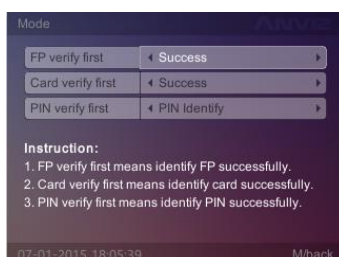 Mode ANVIZ
FP verify first Success
Card verify first Success
PIN verify first PIN Identify
Instruction:
1. FP verify first means identify FP successfully.
2. Card verify first means identify card successfully.
3. PIN verify first means identify PIN successfully.
07-01-2015 18:05:39 M/back